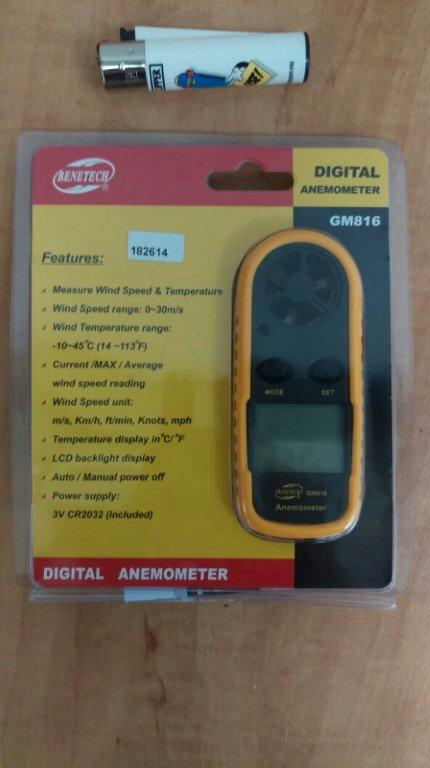 BENETECH®
DIGITAL
ANEMOMETER
GM816
182614
Features:
Measure Wind Speed & Temperature
Wind Speed range: 0~30m/s
Wind Temperature range:
-10~45°C (14 ~113°F)
Current /MAX / Average
wind speed reading
Wind Speed unit:
m/s, Km/h, ft/min, Knots, mph
Temperature display in°C/ °F
LCD backlight display
Auto / Manual power off
Power supply:
3V CR2032 (Included)
MODE SET
BENETECH GM816
Anemometer
DIGITAL ANEMOMETER